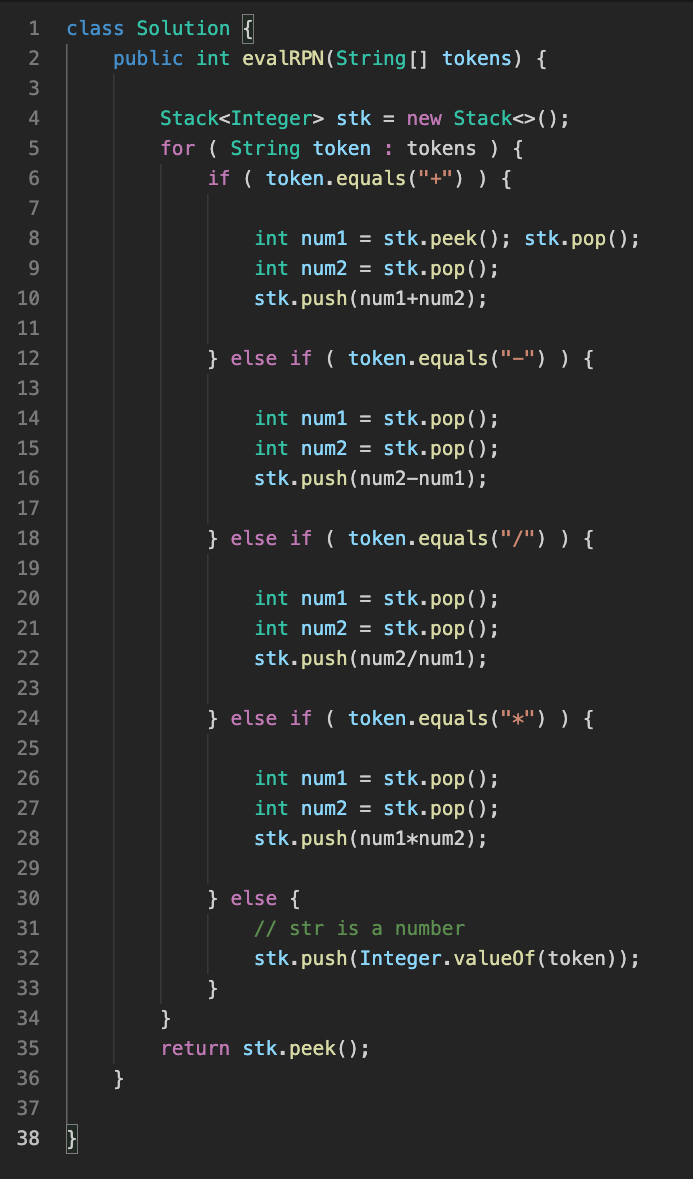 1 class Solution {
2     public int evalRPN(String[] tokens) {
3
4         Stack<Integer> stk = new Stack<>();
5         for ( String token : tokens ) {
6             if ( token.equals("+") ) {
7
8                 int num1 = stk.peek(); stk.pop();
9                 int num2 = stk.pop();
10                 stk.push(num1+num2);
11
12             } else if ( token.equals("-") ) {
13
14                 int num1 = stk.pop();
15                 int num2 = stk.pop();
16                 stk.push(num2-num1);
17
18             } else if ( token.equals("/") ) {
19
20                 int num1 = stk.pop();
21                 int num2 = stk.pop();
22                 stk.push(num2/num1);
23
24             } else if ( token.equals("*") ) {
25
26                 int num1 = stk.pop();
27                 int num2 = stk.pop();
28                 stk.push(num1*num2);
29
30             } else {
31                 // str is a number
32                 stk.push(Integer.valueOf(token));
33             }
34         }
35         return stk.peek();
36     }
37
38 }